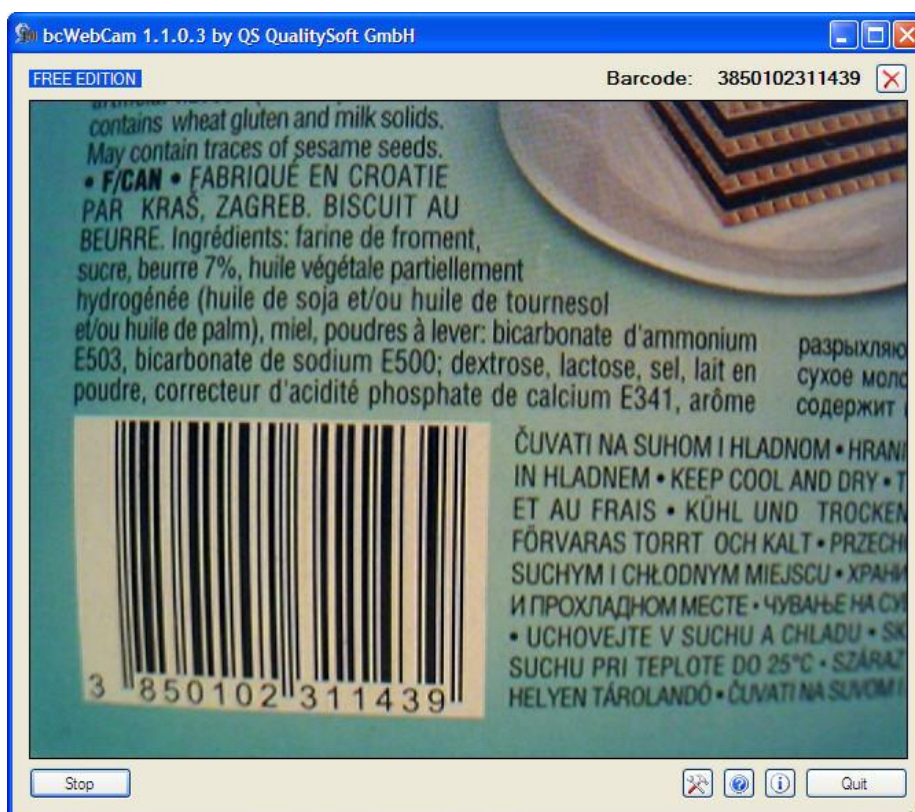 bcWebCam 1.1.0.3 by QS QualitySoft GmbH
FREE EDITION
Barcode: 3850102311439
contains wheat gluten and milk solids.
May contain traces of sesame seeds.
• F/CAN • FABRIQUÉ EN CROATIE
PAR KRAŠ, ZAGREB. BISCUIT AU
BEURRE. Ingrédients: farine de froment,
sucre, beurre 7%, huile végétale partiellement
hydrogénée (huile de soja et/ou huile de tournesol
et/ou huile de palm), miel, poudres à lever: bicarbonate d'ammonium
E503, bicarbonate de sodium E500; dextrose, lactose, sel, lait en
poudre, correcteur d'acidité phosphate de calcium E341, arôme
разрыхляю
сухое моло
содержит
ČUVATI NA SUHOM I HLADNOM • HRANI
IN HLADNEM • KEEP COOL AND DRY • T
ET AU FRAIS • KÜHL UND TROCKEN
FÖRVARAS TORRT OCH KALT • PRZECH
SUCHYM I CHŁODNYM MIEJSCU • ХРАНИ
И ПРОХЛАДНОМ МЕСТЕ • ЧУВАЊЕ НА СУ
• UCHOVEJTE V SUCHU A CHLADU • SK
SUCHU PRI TEPLOTE DO 25°C • SZÁRAZ
HELYEN TÁROLANDÓ • ČUVATI NA SUVOM I
3 850102 311439
Stop
Quit